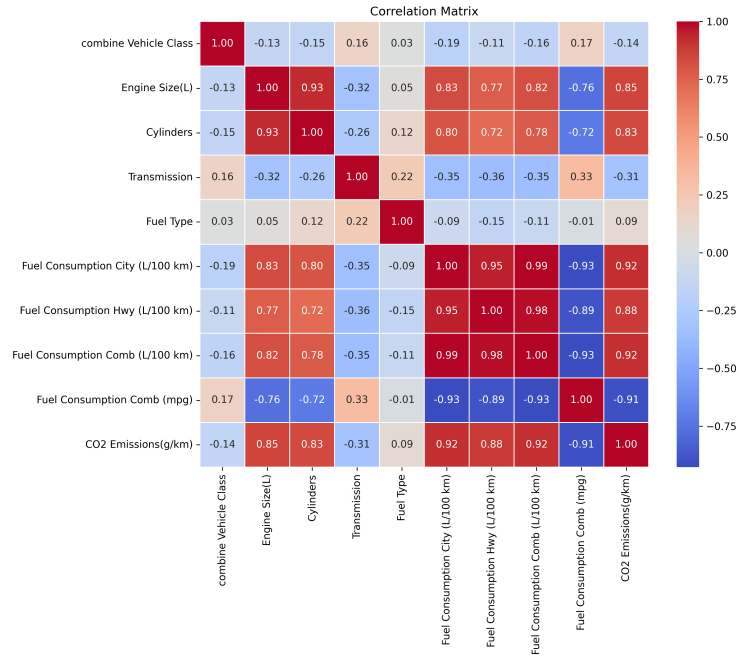 Correlation Matrix
combine Vehicle Class 1.00 -0.13 -0.15 0.16 0.03 -0.19 -0.11 -0.16 0.17 -0.14
Engine Size(L) -0.13 1.00 0.93 -0.32 0.05 0.83 0.77 0.82 -0.76 0.85
Cylinders -0.15 0.93 1.00 -0.26 0.12 0.80 0.72 0.78 -0.72 0.83
Transmission 0.16 -0.32 -0.26 1.00 0.22 -0.35 -0.36 -0.35 0.33 -0.31
Fuel Type 0.03 0.05 0.12 0.22 1.00 -0.09 -0.15 -0.11 -0.01 0.09
Fuel Consumption City (L/100 km) -0.19 0.83 0.80 -0.35 -0.09 1.00 0.95 0.99 -0.93 0.92
Fuel Consumption Hwy (L/100 km) -0.11 0.77 0.72 -0.36 -0.15 0.95 1.00 0.98 -0.89 0.88
Fuel Consumption Comb (L/100 km) -0.16 0.82 0.78 -0.35 -0.11 0.99 0.98 1.00 -0.93 0.92
Fuel Consumption Comb (mpg) 0.17 -0.76 -0.72 0.33 -0.01 -0.93 -0.89 -0.93 1.00 -0.91
CO2 Emissions(g/km) -0.14 0.85 0.83 -0.31 0.09 0.92 0.88 0.92 -0.91 1.00
combine Vehicle Class
Engine Size(L)
Cylinders
Transmission
Fuel Type
Fuel Consumption City (L/100 km)
Fuel Consumption Hwy (L/100 km)
Fuel Consumption Comb (L/100 km)
Fuel Consumption Comb (mpg)
CO2 Emissions(g/km)
1.00
0.75
0.50
0.25
0.00
−0.25
−0.50
−0.75